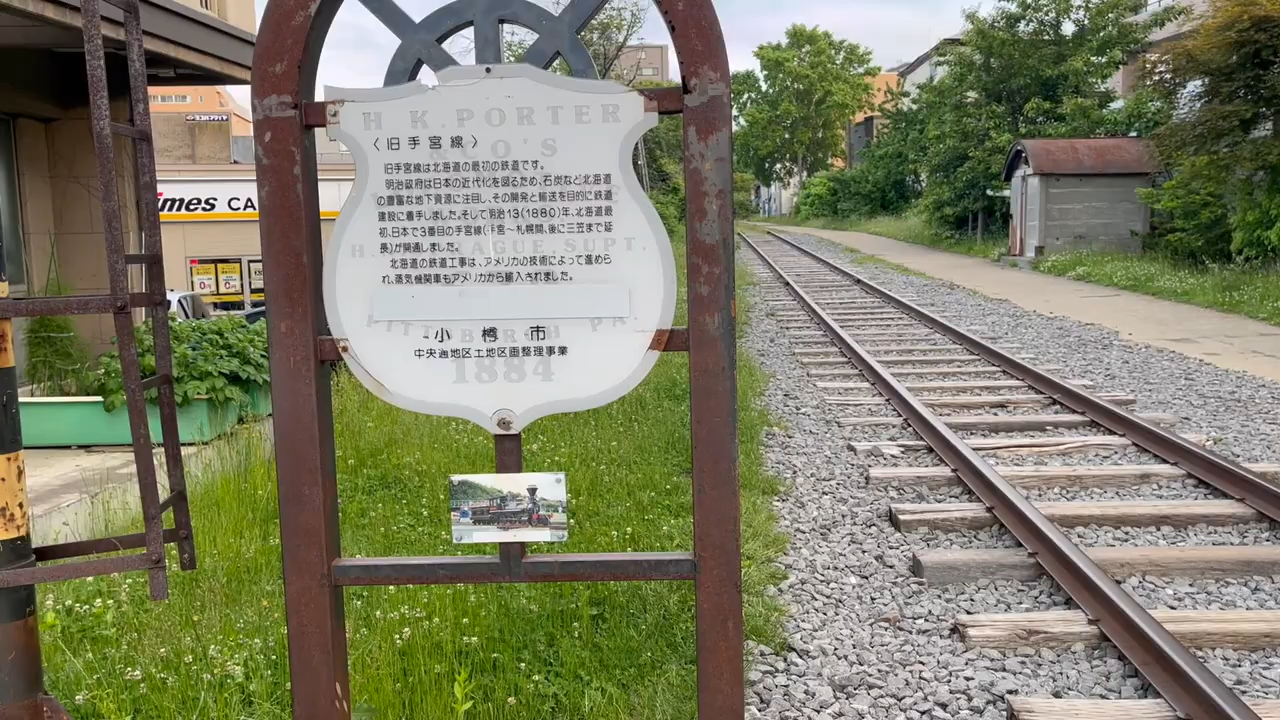 H K. PORTER
& CO'S
〈旧手宮線〉
旧手宮線は北海道の最初の鉄道です。
明治政府は日本の近代化を図るため、石炭など北海道
の豊富な地下資源に注目し、その開発と輸送を目的に鉄道
建設に着手しました。そして明治13(1880)年、北海道最
初、日本で3番目の手宮線(手宮〜札幌間、後に三笠まで延
長)が開通しました。
北海道の鉄道工事は、アメリカの技術によって進めら
れ、蒸気機関車もアメリカから輸入されました。
AGUE. SUPT.
PITTSBURGH PA
小樽市
中央通地区土地区画整理事業
1884
imes CA